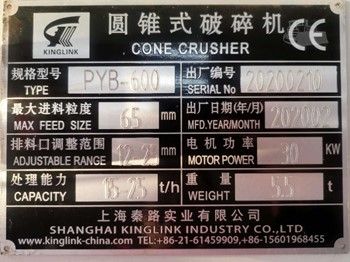 圆锥式破碎机
KINGLINK CONE CRUSHER CE
规格型号 TYPE PYB-600 出厂编号 SERIAL No 20200210
最大进料粒度 MAX FEED SIZE 65 mm 出厂日期(年/月) MFD.YEAR/MONTH 202002
排料口调整范围 ADJUSTABLE RANGE 12-2 mm 电机功率 MOTOR POWER 30 KW
处理能力 CAPACITY 15-25 t/h 重量 WEIGHT 5.5 t
上海秦路实业有限公司
SHANGHAI KINGLINK INDUSTRY CO.,LTD
www.kinglink-china.com TEL:+86-21-61459909,+86-15601968455